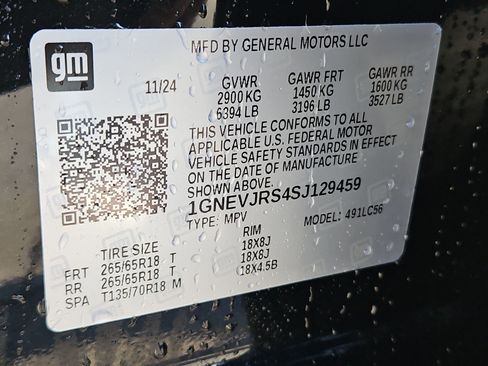 gm
MFD BY GENERAL MOTORS LLC
11/24 GVWR GAWR FRT GAWR RR
2900 KG 1450 KG 1600 KG
6394 LB 3196 LB 3527 LB
THIS VEHICLE CONFORMS TO ALL
APPLICABLE U.S. FEDERAL MOTOR
VEHICLE SAFETY STANDARDS IN EFFECT
ON THE DATE OF MANUFACTURE
SHOWN ABOVE.
1GNEVJRS4SJ129459
TYPE: MPV MODEL: 491LC56
TIRE SIZE RIM
FRT 265/65R18 T 18X8J
RR 265/65R18 T 18X8J
SPA T135/70R18 M 18X4.5B